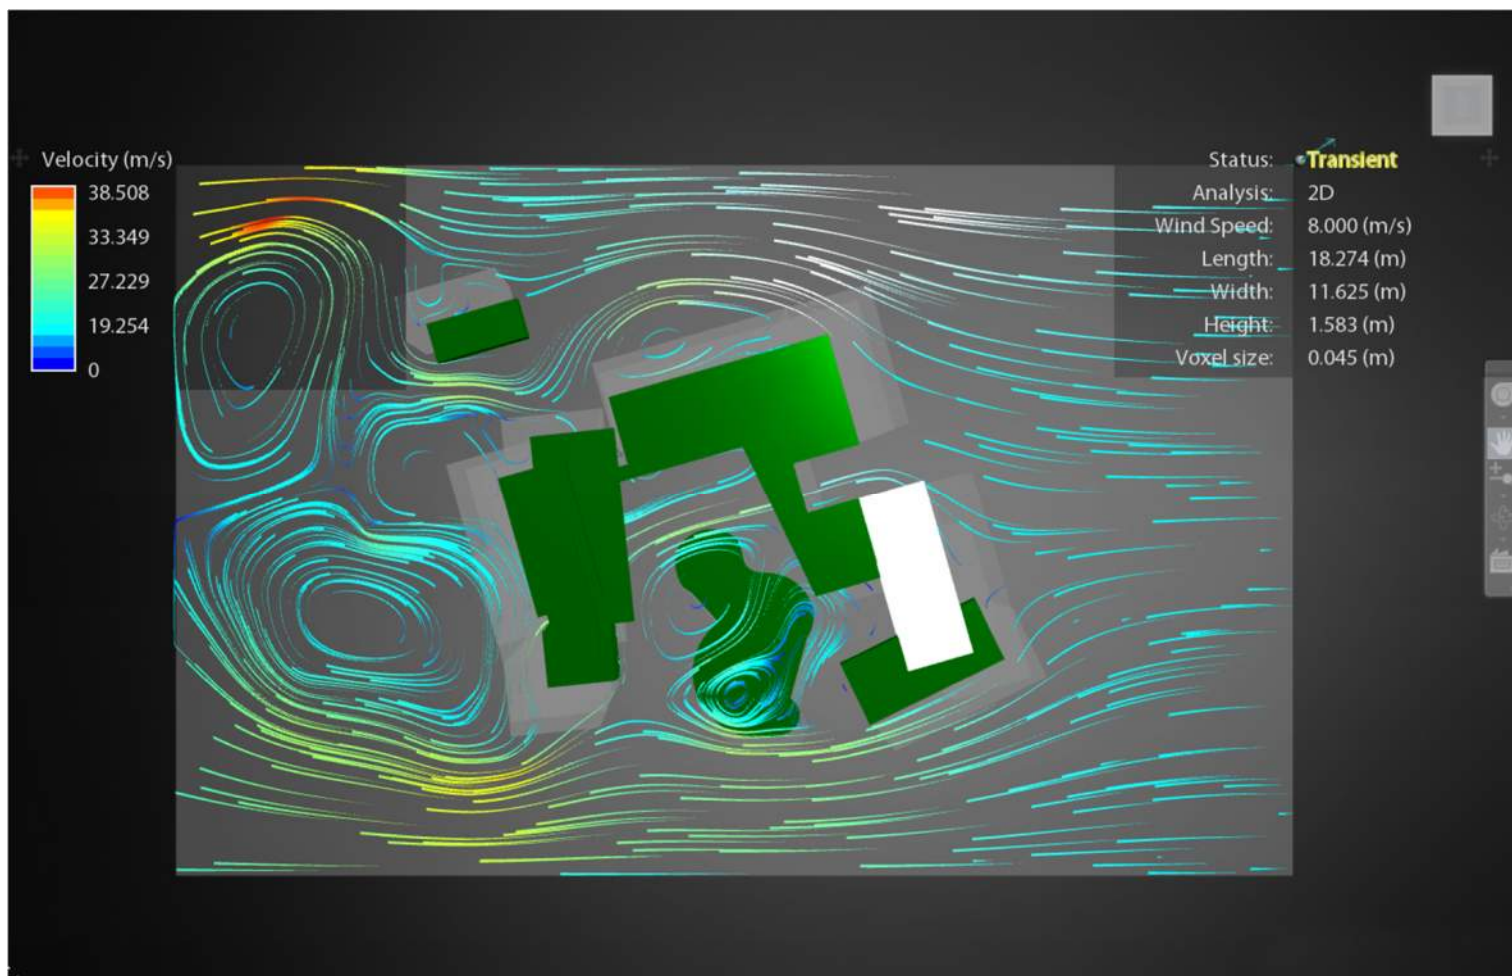 Velocity (m/s)
38.508
33.349
27.229
19.254
0
Status: Transient
Analysis: 2D
Wind Speed: 8.000 (m/s)
Length: 18.274 (m)
Width: 11.625 (m)
Height: 1.583 (m)
Voxel size: 0.045 (m)